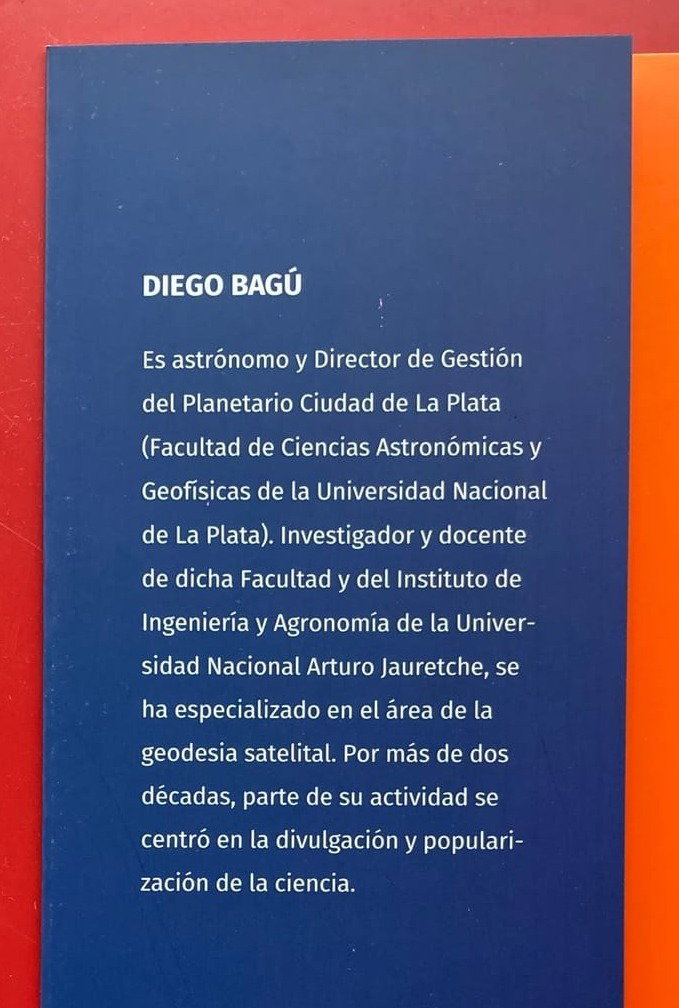 DIEGO BAGÚ
Es astrónomo y Director de Gestión
del Planetario Ciudad de La Plata
(Facultad de Ciencias Astronómicas y
Geofísicas de la Universidad Nacional
de La Plata). Investigador y docente
de dicha Facultad y del Instituto de
Ingeniería y Agronomía de la Univer-
sidad Nacional Arturo Jauretche, se
ha especializado en el área de la
geodesia satelital. Por más de dos
décadas, parte de su actividad se
centró en la divulgación y populari-
zación de la ciencia.